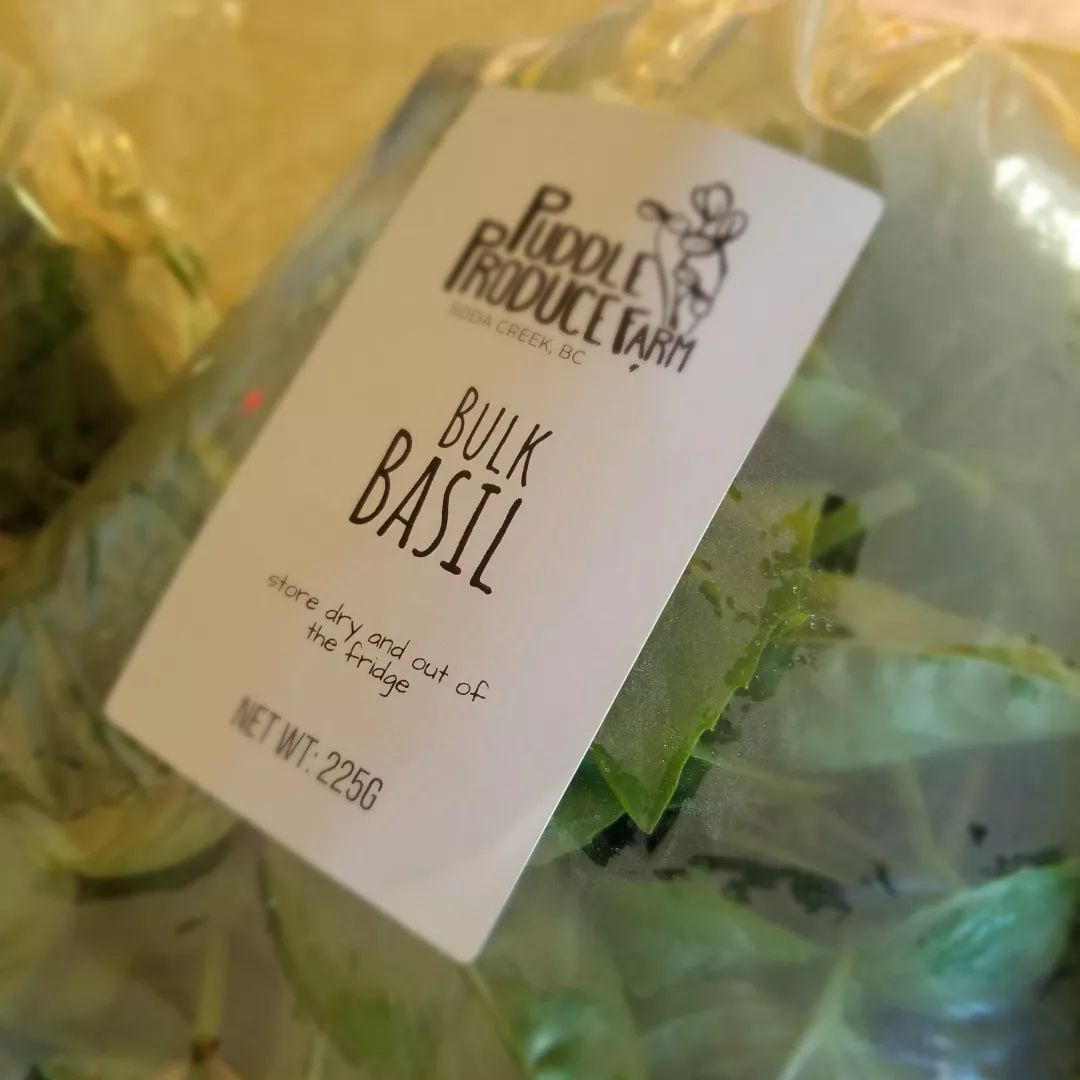 PUDDLE
PRODUCE FARM
SODA CREEK, BC
BULK
BASIL
store dry and out of
the fridge
NET WT: 225G